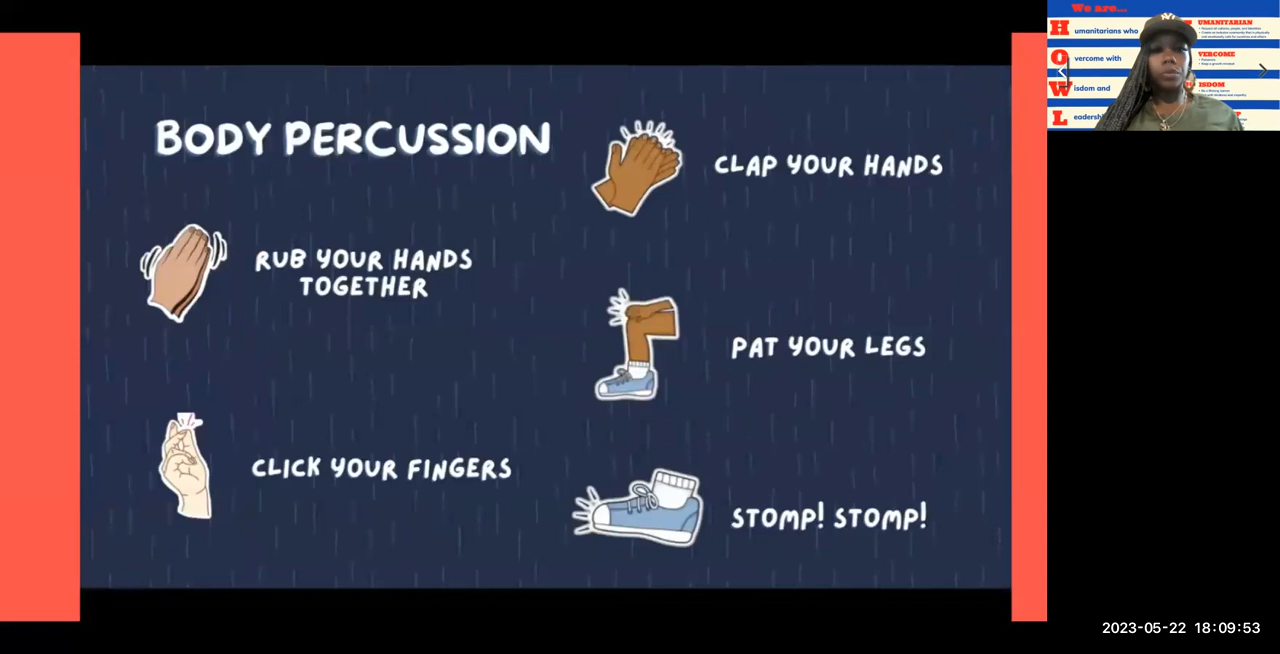 BODY PERCUSSION
RUB YOUR HANDS
TOGETHER
CLICK YOUR FINGERS
CLAP YOUR HANDS
PAT YOUR LEGS
STOMP! STOMP!
We are...
H umanitarians who
O vercome with
W isdom and
L
UMANITARIAN
VERCOME
ISDOM
2023-05-22 18:09:53